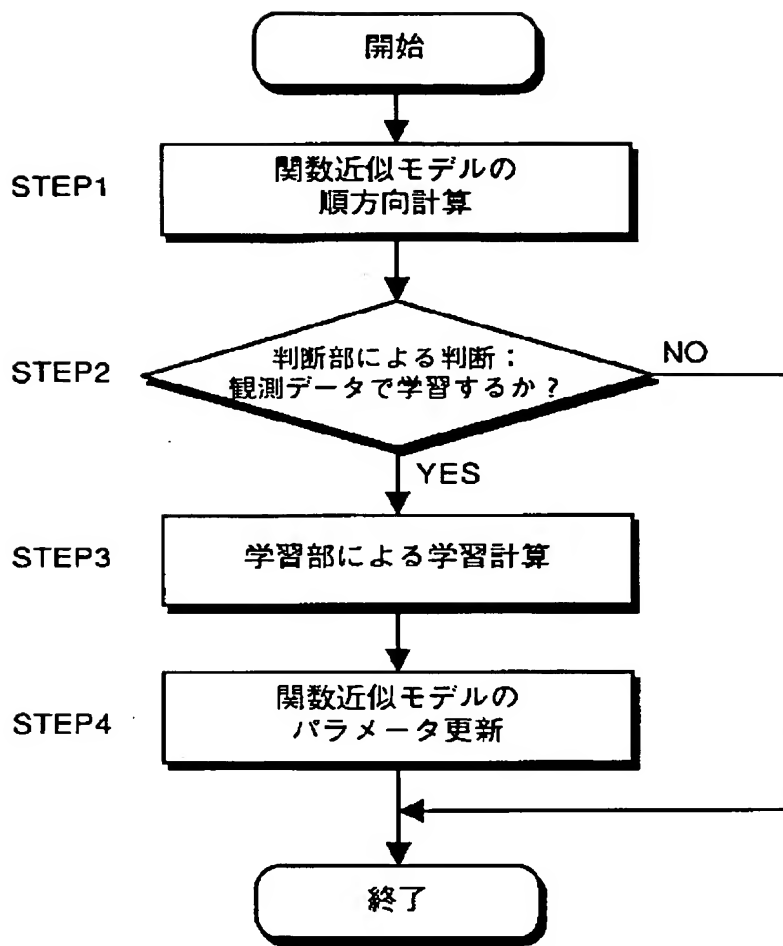 開始
STEP1
関数近似モデルの
順方向計算
STEP2
判断部による判断：
観測データで学習するか？
NO
YES
STEP3
学習部による学習計算
STEP4
関数近似モデルの
パラメータ更新
終了